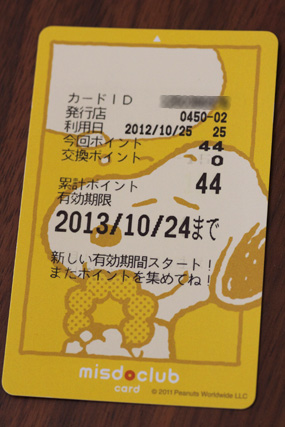 カードID
発行店 0450-02
利用日 2012/10/25 25
今回ポイント 44
交換ポイント 0
累計ポイント 44
有効期限
2013/10/24まで
新しい有効期間スタート!
またポイントを集めてね!
misdoclub
card
© 2011 Peanuts Worldwide LLC